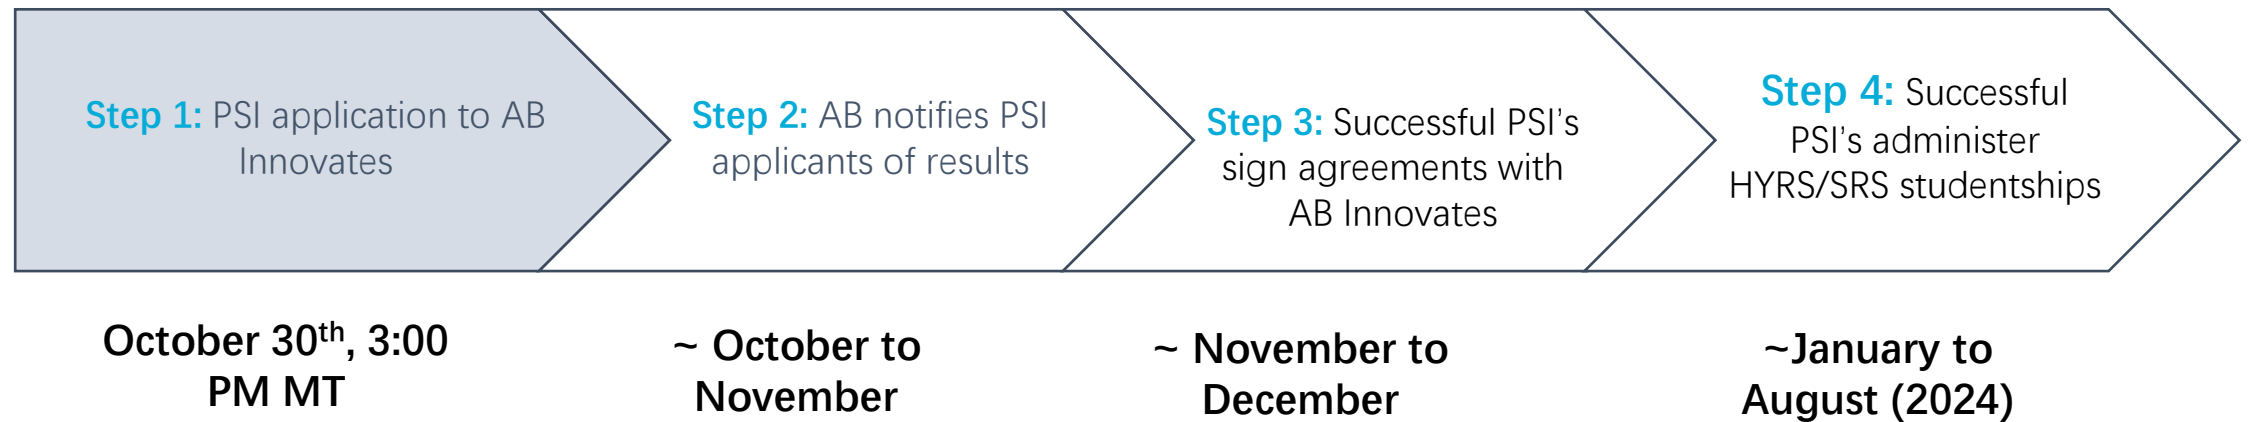 Step 1: PSI application to AB
Innovates
Step 2: AB notifies PSI
applicants of results
Step 3: Successful PSI's
sign agreements with
AB Innovates
Step 4: Successful
PSI's administer
HYRS/SRS studentships
October 30th, 3:00
PM MT
~ October to
November
~ November to
December
~January to
August (2024)